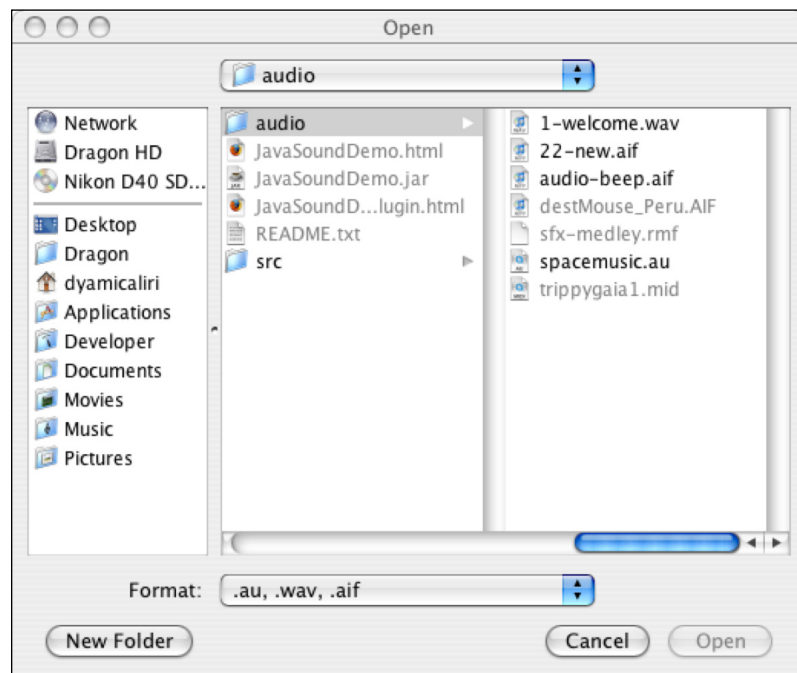 Open
audio
Network
Dragon HD
Nikon D40 SD...
Desktop
Dragon
dyamicaliri
Applications
Developer
Documents
Movies
Music
Pictures
audio
JavaSoundDemo.html
JavaSoundDemo.jar
JavaSoundD...lugin.html
README.txt
src
1-welcome.wav
22-new.aif
audio-beep.aif
destMouse_Peru.AIF
sfx-medley.rmf
spacemusic.au
trippygaia1.mid
Format: .au, .wav, .aif
New Folder Cancel Open